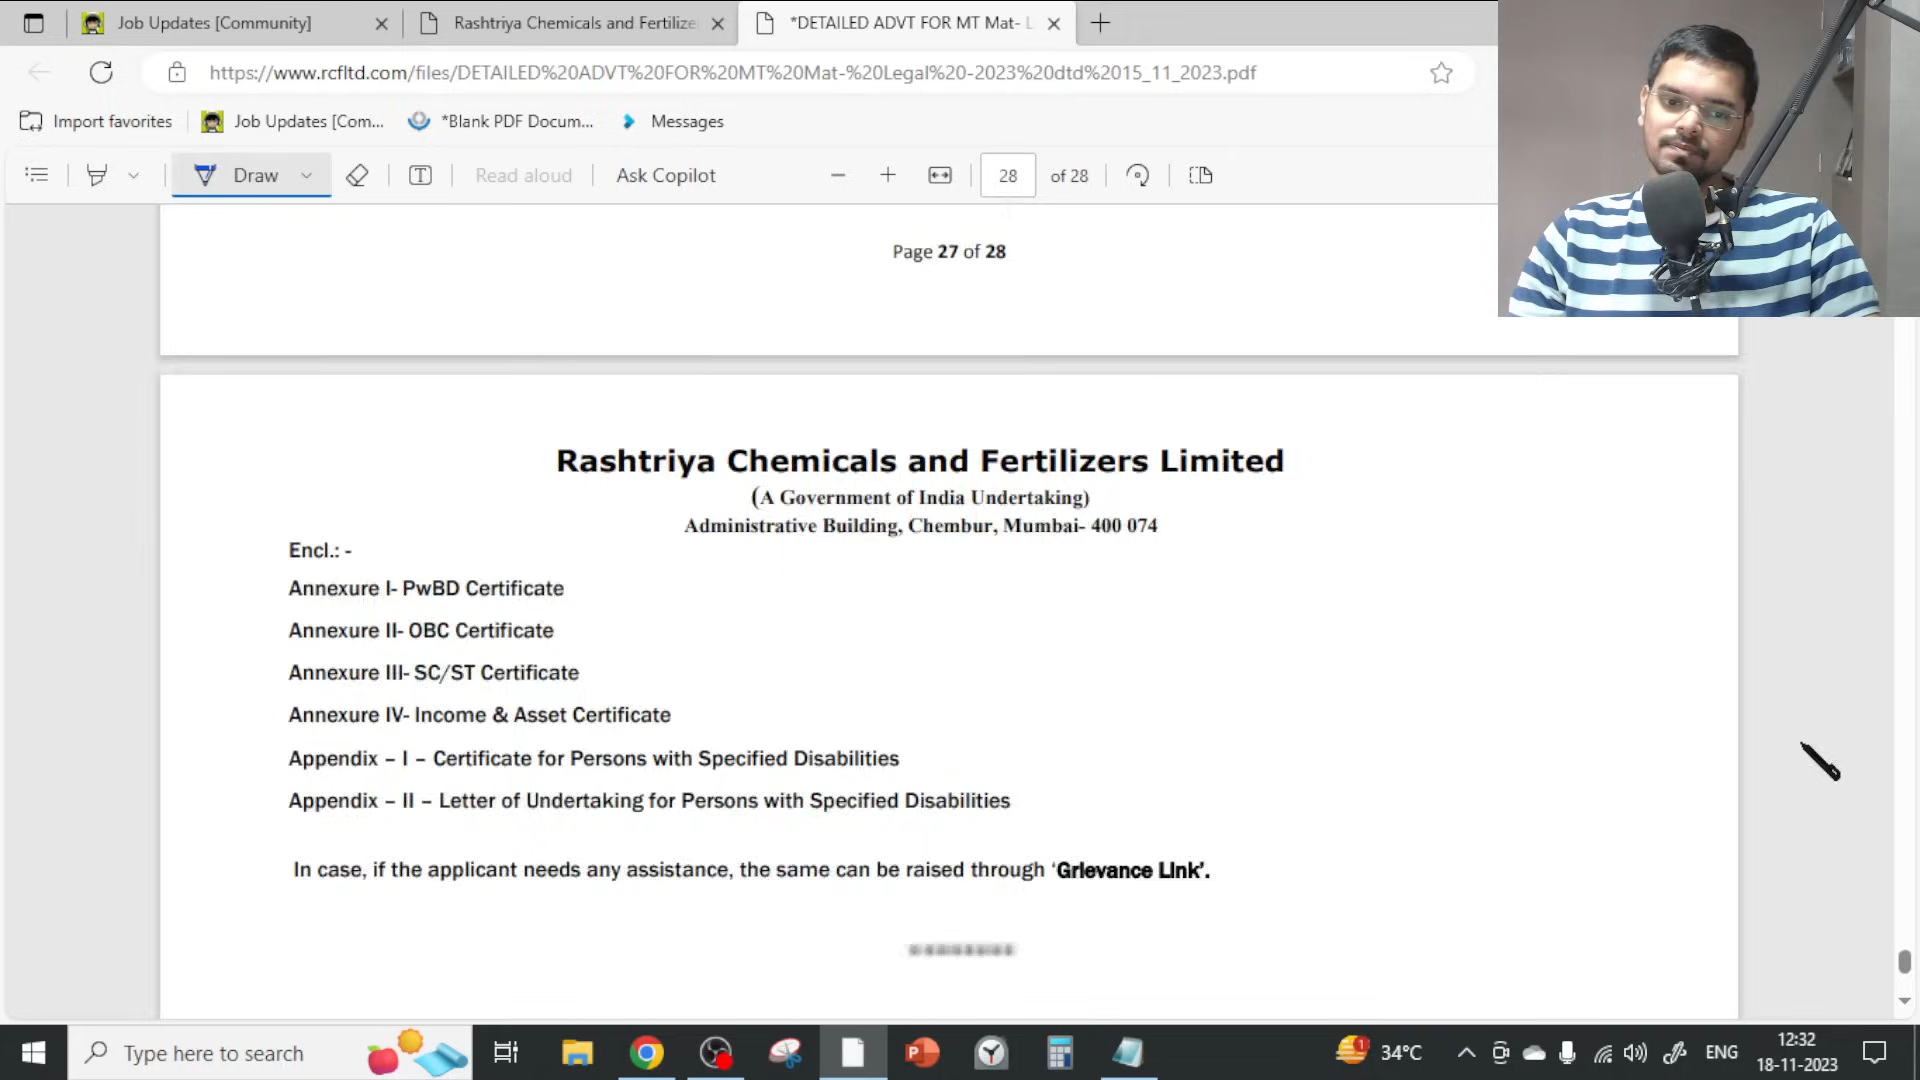 Job Updates [Community]
Rashtriya Chemicals and Fertilize
*DETAILED ADVT FOR MT Mat- L
https://www.rcfltd.com/files/DETAILED%20ADVT%20FOR%20MT%20Mat-%20Legal%20-2023%20dtd%2015_11_2023.pdf
Import favorites
Job Updates [Com...
*Blank PDF Docum...
Messages
Draw
Read aloud
Ask Copilot
28
of 28
Page 27 of 28
Rashtriya Chemicals and Fertilizers Limited
(A Government of India Undertaking)
Administrative Building, Chembur, Mumbai- 400 074
Encl.: -
Annexure I- PwBD Certificate
Annexure II- OBC Certificate
Annexure III- SC/ST Certificate
Annexure IV- Income & Asset Certificate
Appendix – I – Certificate for Persons with Specified Disabilities
Appendix – II – Letter of Undertaking for Persons with Specified Disabilities
In case, if the applicant needs any assistance, the same can be raised through ‘Grievance Link’.
Type here to search
1
34°C
ENG
12:32
18-11-2023